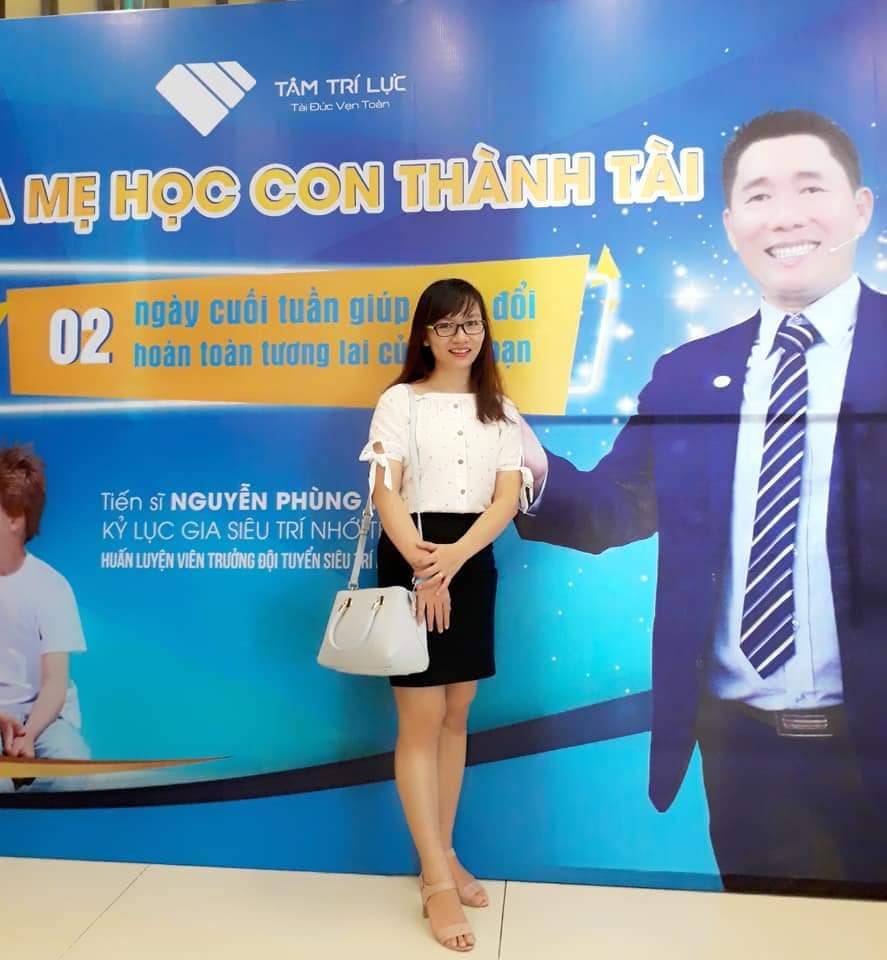 TÂM TRÍ LỰC
Tài Đức Vẹn Toàn
MẸ HỌC CON THÀNH TÀI
02
ngày cuối tuần giúp đổi
hoàn toàn tương lai
Tiến sĩ NGUYỄN PHÙNG
KỶ LỤC GIA SIÊU TRÍ NHỚ
HUẤN LUYỆN VIÊN TRƯỞNG ĐỘI TUYỂN SIÊU TRÍ